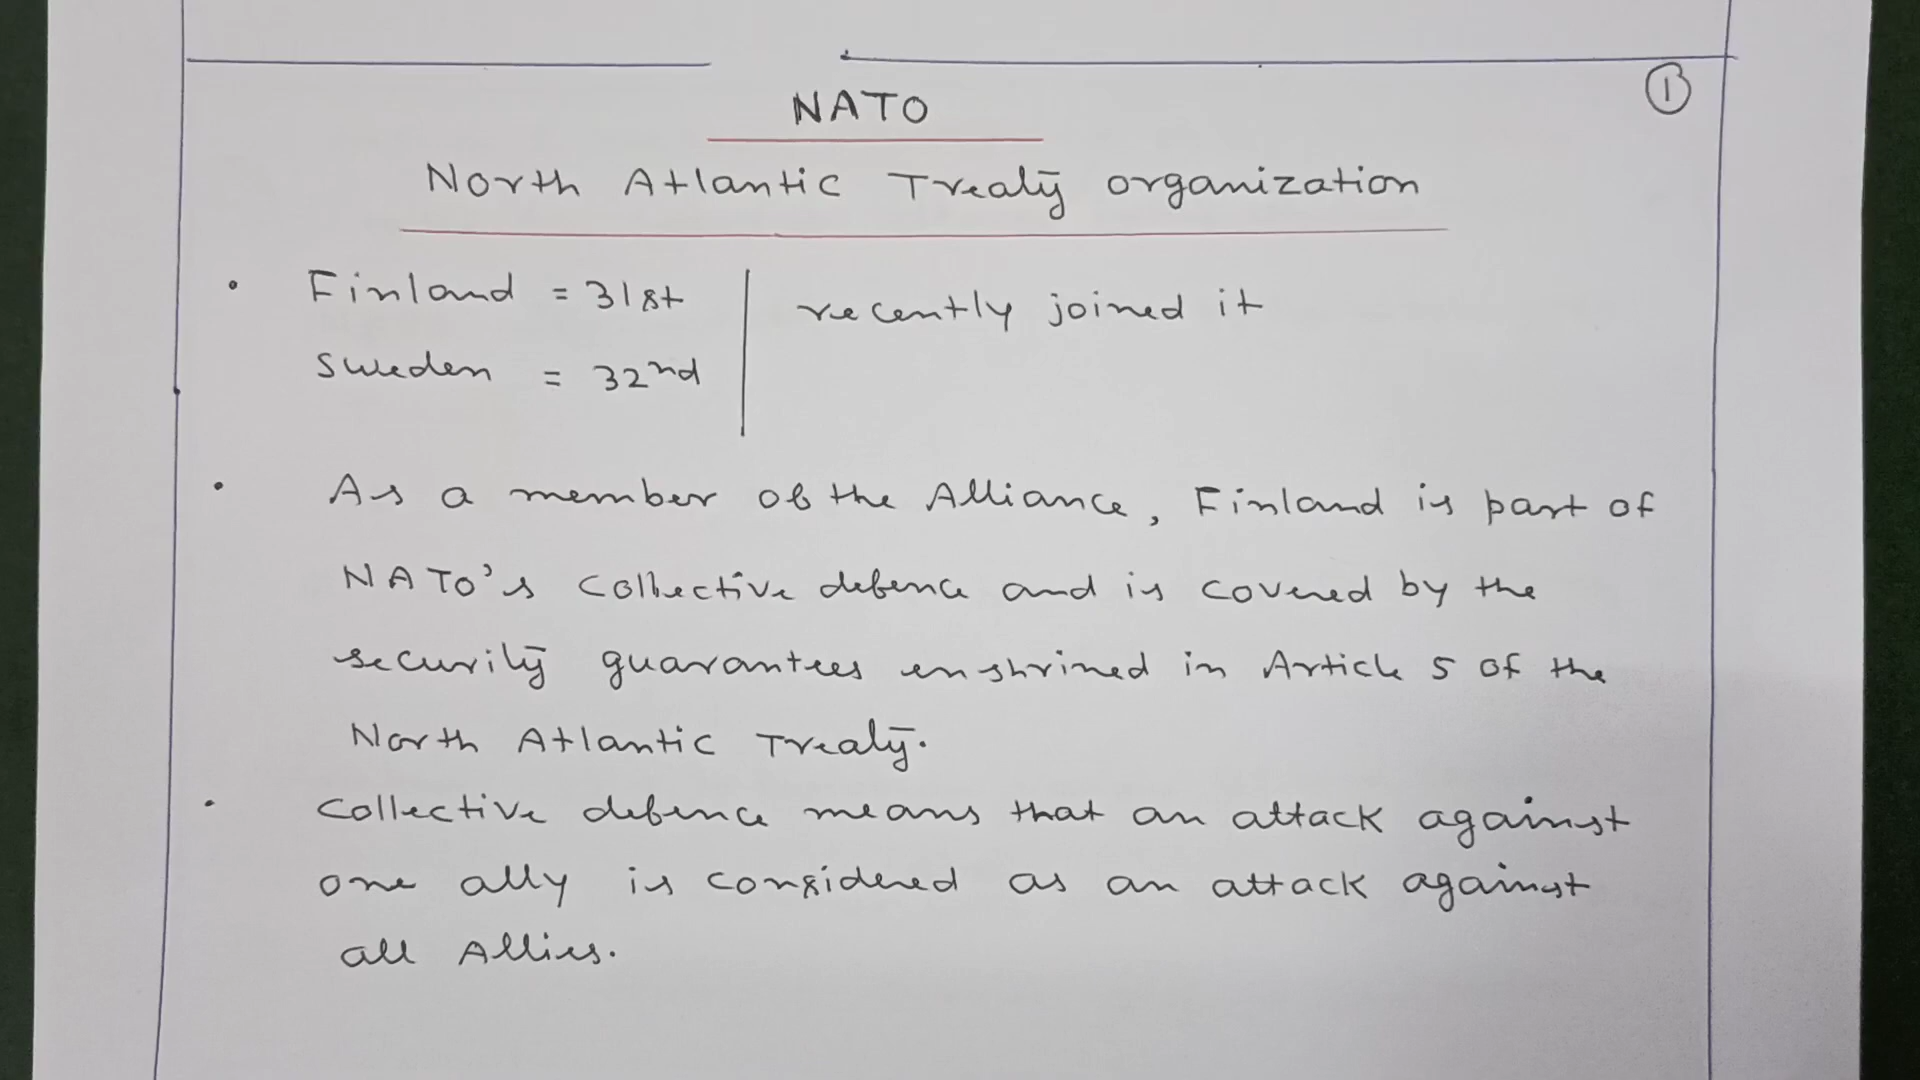 ①
NATO
North Atlantic Treaty organization
• Finland = 31st | recently joined it
Sweden = 32nd
• As a member of the Alliance, Finland is part of
NATO's collective defence and is covered by the
security guarantees enshrined in Article 5 of the
North Atlantic Treaty.
• Collective defence means that an attack against
one ally is considered as an attack against
all Allies.